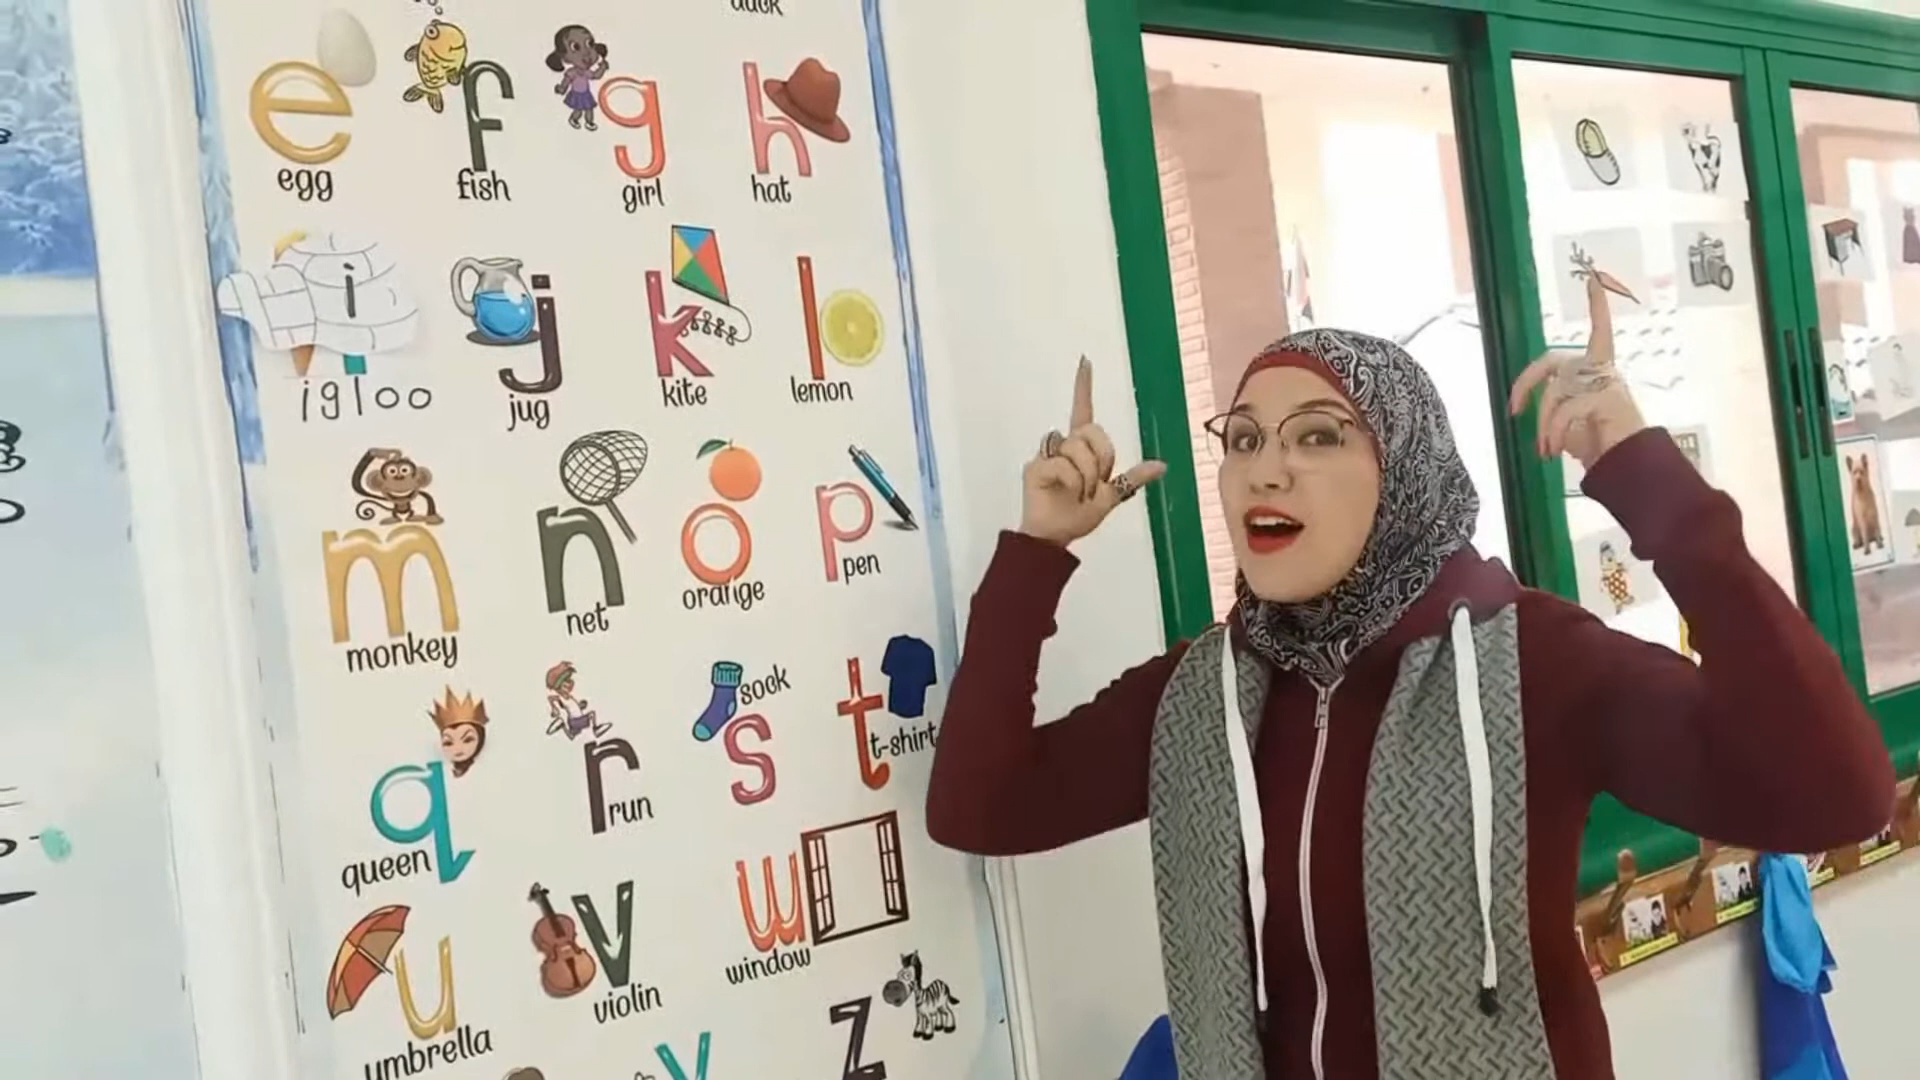 duck
e f g h
egg fish girl hat
i j k l
igloo jug kite lemon
m n o p
monkey net orange pen
q r s t
queen run sock t-shirt
u v w
umbrella violin window
y z